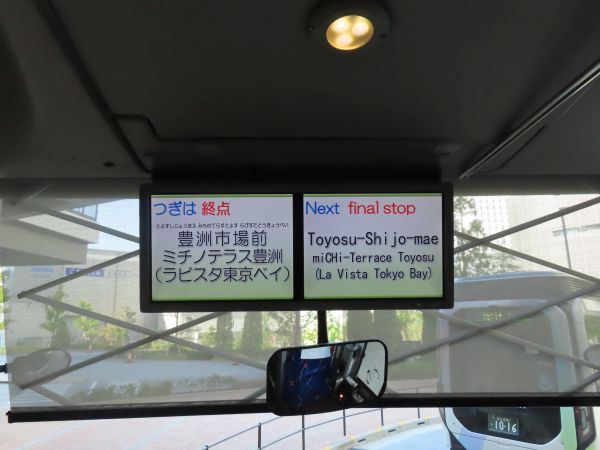 つぎは 終点
とよすしじょうまえ みちのてらすとよす らびすたとうきょうべい
豊洲市場前
ミチノテラス豊洲
(ラビスタ東京ベイ)
Next final stop
Toyosu-Shijo-mae
miCHi-Terrace Toyosu
(La Vista Tokyo Bay)
10-16